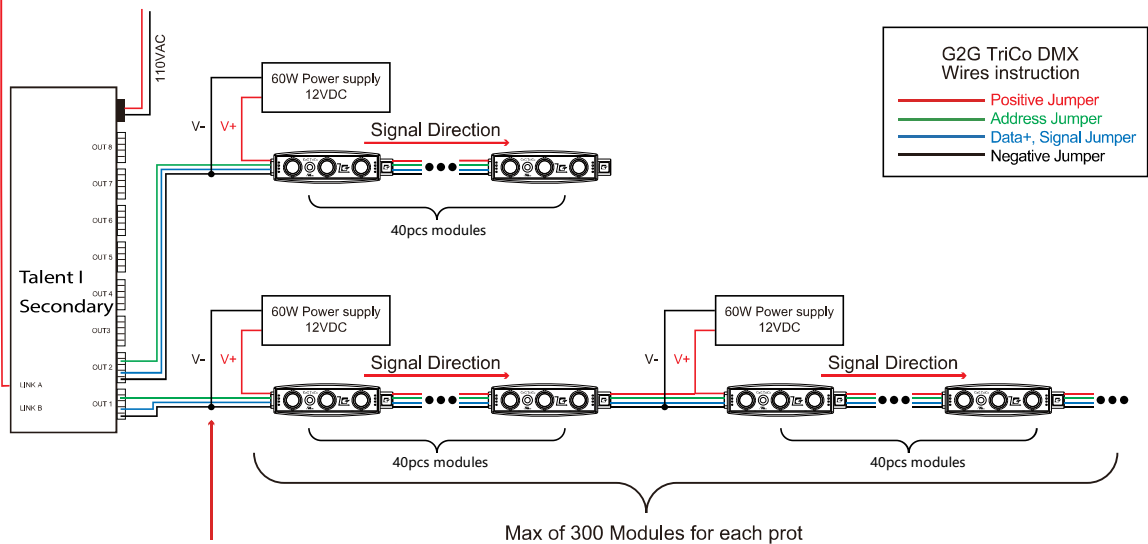 G2G TriCo DMX
Wires instruction
Positive Jumper
Address Jumper
Data+, Signal Jumper
Negative Jumper
110VAC
60W Power supply
12VDC
V-
V+
Signal Direction
40pcs modules
OUT 8
OUT 7
OUT 6
OUT 5
OUT 4
OUT3
OUT 2
OUT 1
Talent I
Secondary
LINK A
LINK B
60W Power supply
12VDC
V-
V+
Signal Direction
40pcs modules
60W Power supply
12VDC
V-
V+
Signal Direction
40pcs modules
Max of 300 Modules for each prot